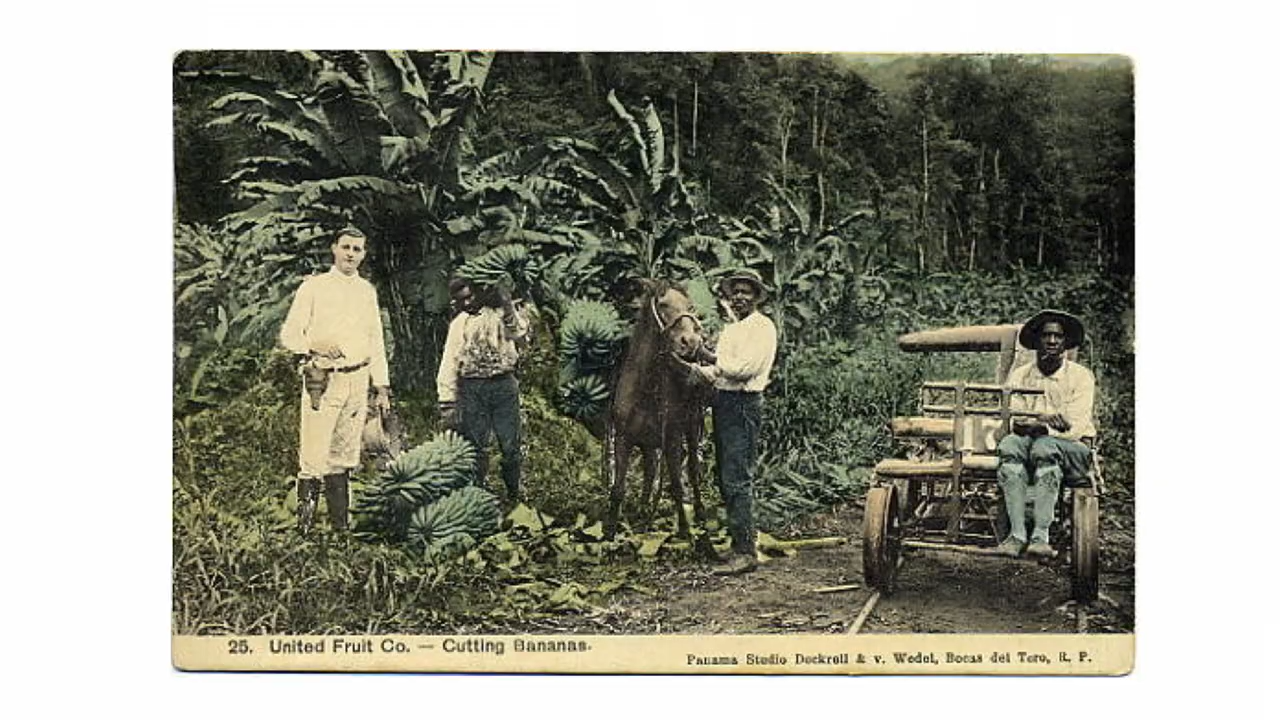 25. United Fruit Co. — Cutting Bananas.
Panama Studio Dockrell & v. Wedel, Bocas del Toro, R. P.